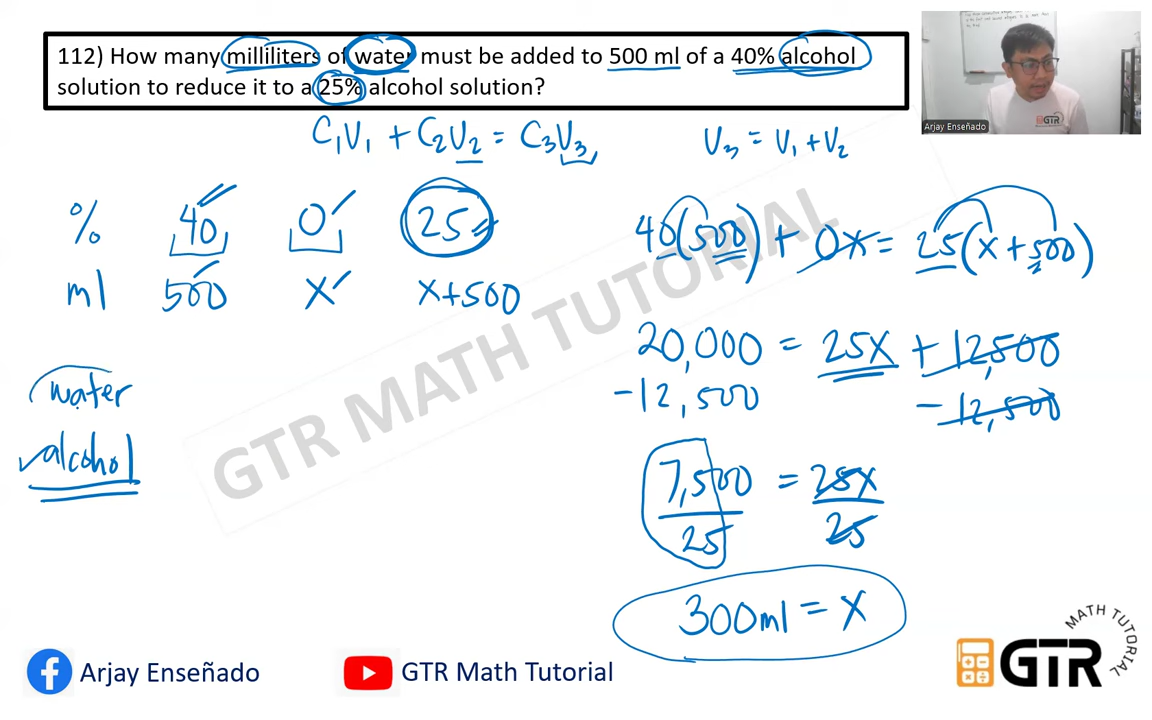 112) How many milliliters of water must be added to 500 ml of a 40% alcohol
solution to reduce it to a 25% alcohol solution?
Arjay Enseñado
GTR
C₁V₁ + C₂V₂ = C₃V₃
V₃ = V₁ + V₂
% 40 0 25
ml 500 x x+500
water
alcohol
40(500) + 0x = 25(x + 500)
20,000 = 25x + 12,500
-12,500 - 12,500
7,500 = 25x
25 25
300ml = x
GTR MATH TUTORIAL
Arjay Enseñado
GTR Math Tutorial
GTR
MATH TUTORIAL